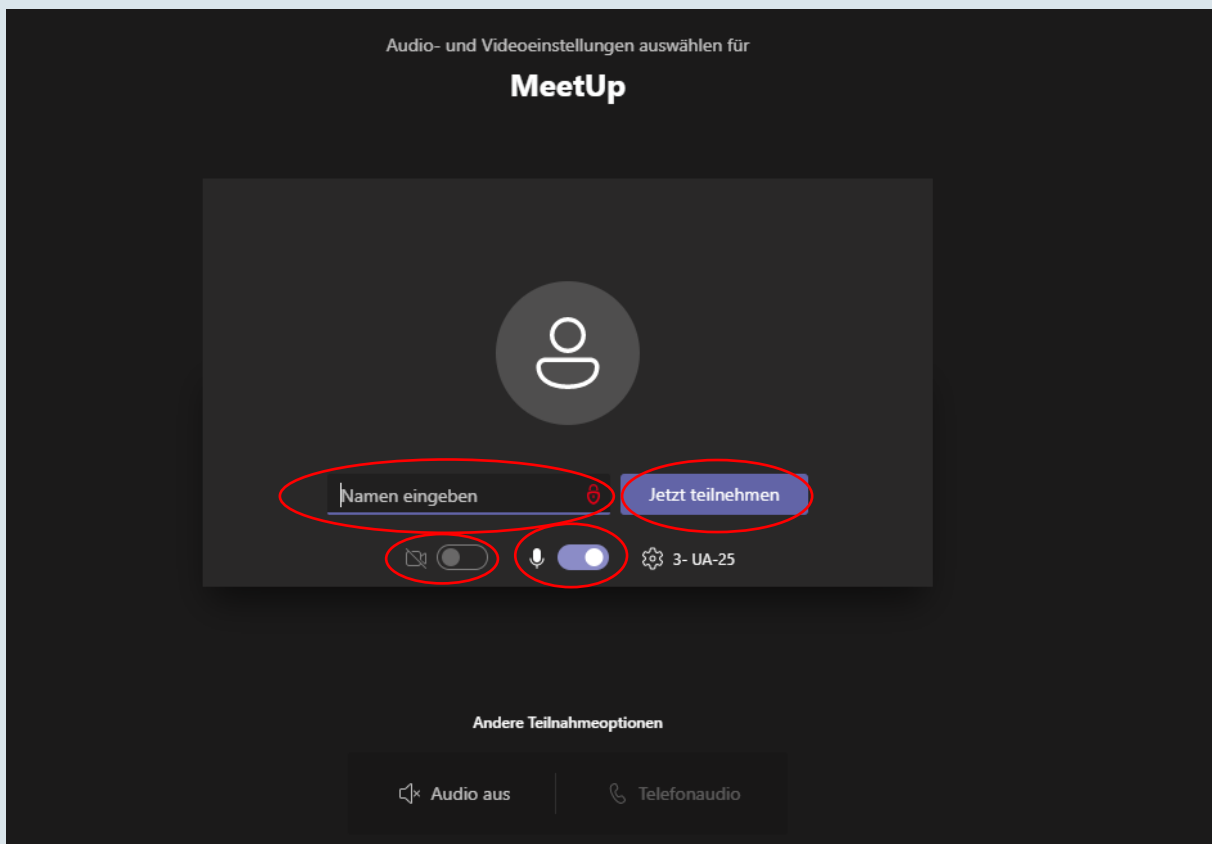 Audio- und Videoeinstellungen auswählen für
MeetUp
Namen eingeben
Jetzt teilnehmen
3- UA-25
Andere Teilnahmeoptionen
Audio aus
Telefonaudio